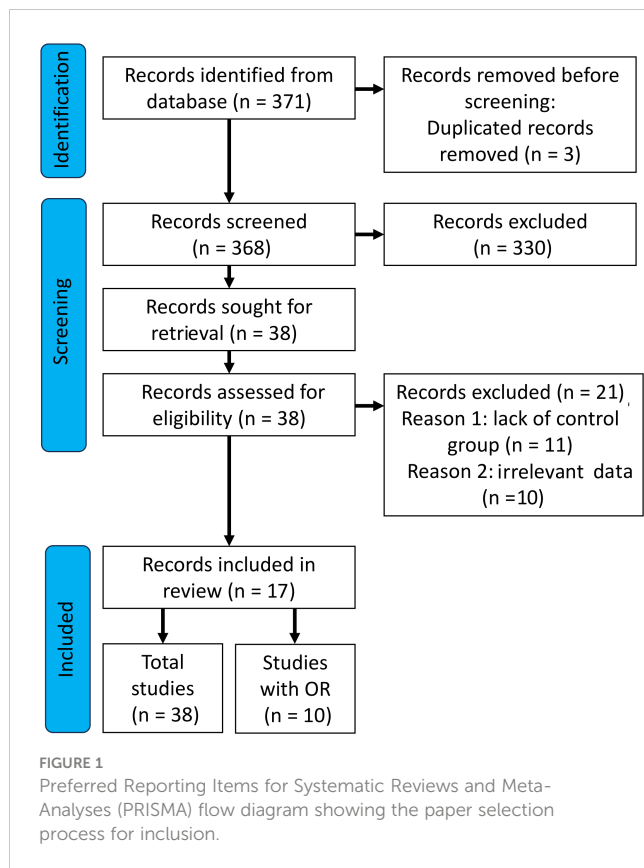 Identification
Records identified from
database (n = 371)
Records removed before
screening:
Duplicated records
removed (n = 3)
Screening
Records screened
(n = 368)
Records excluded
(n = 330)
Records sought for
retrieval (n = 38)
Records assessed for
eligibility (n = 38)
Records excluded (n = 21)
Reason 1: lack of control
group (n = 11)
Reason 2: irrelevant data
(n =10)
Included
Records included in
review (n = 17)
Total
studies
(n = 38)
Studies
with OR
(n = 10)
FIGURE 1
Preferred Reporting Items for Systematic Reviews and Meta-
Analyses (PRISMA) flow diagram showing the paper selection
process for inclusion.